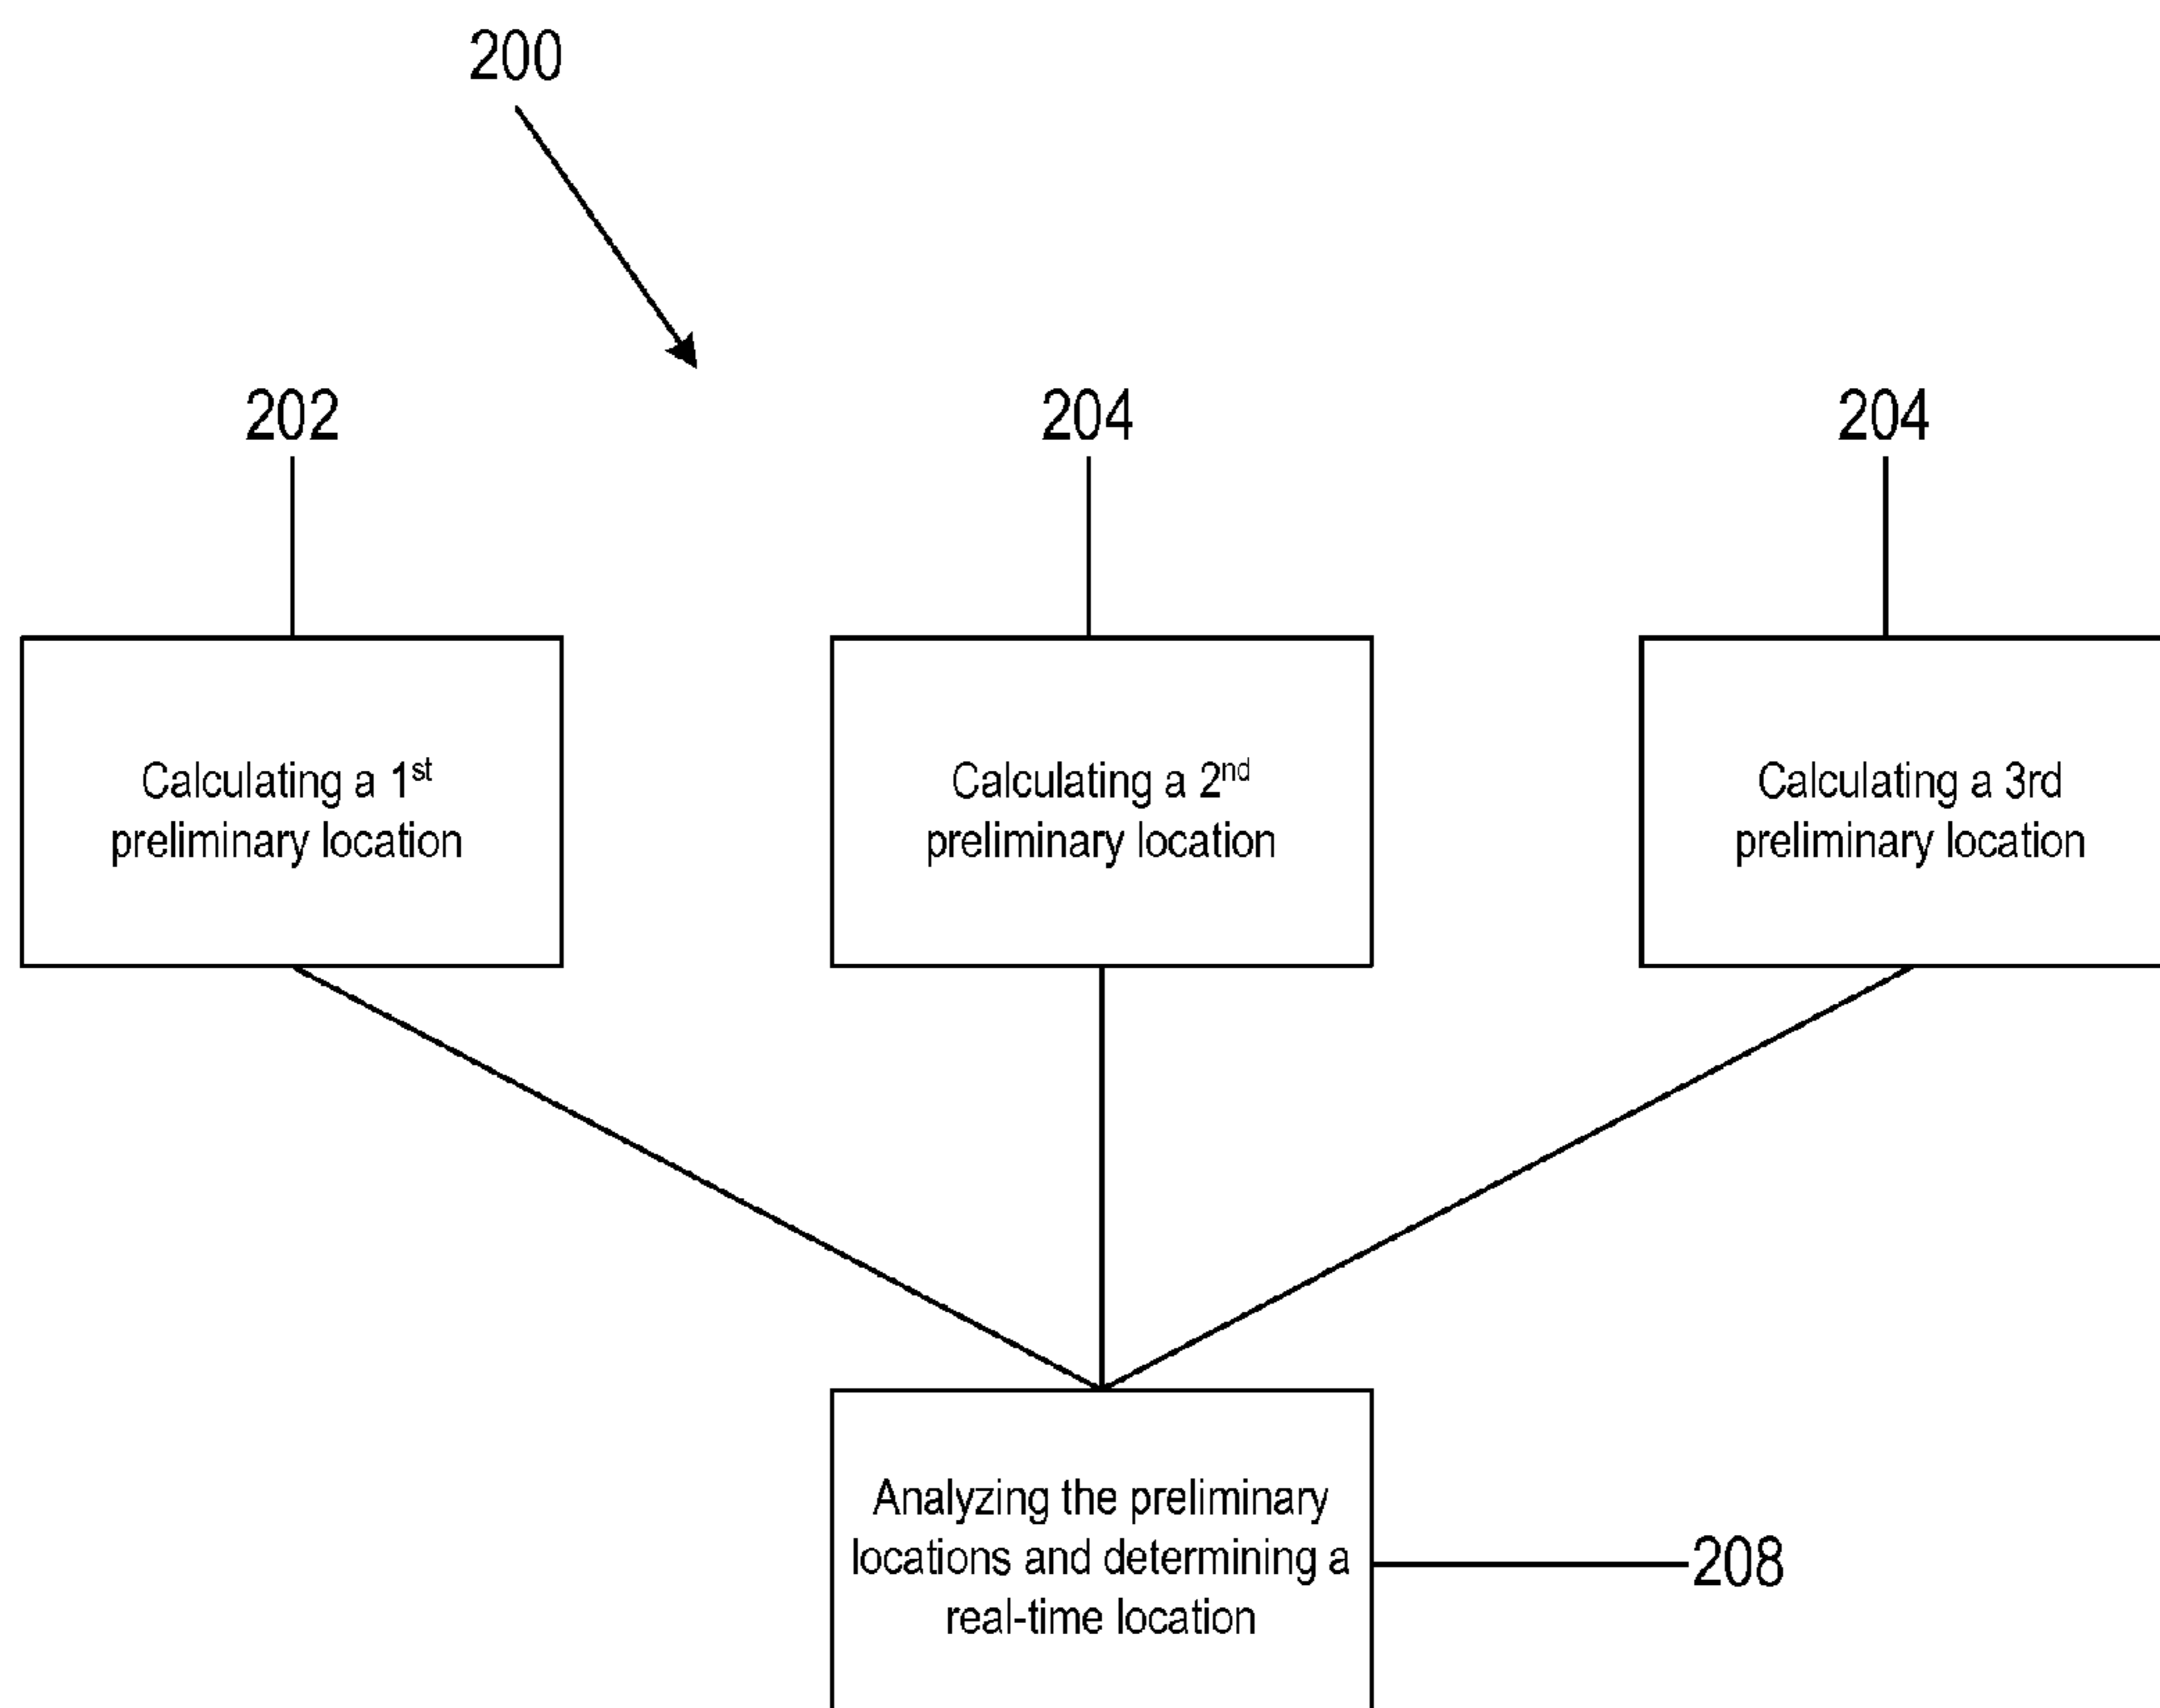 200
202
204
204
Calculating a 1st
preliminary location
Calculating a 2nd
preliminary location
Calculating a 3rd
preliminary location
Analyzing the preliminary
locations and determining a
real-time location
208